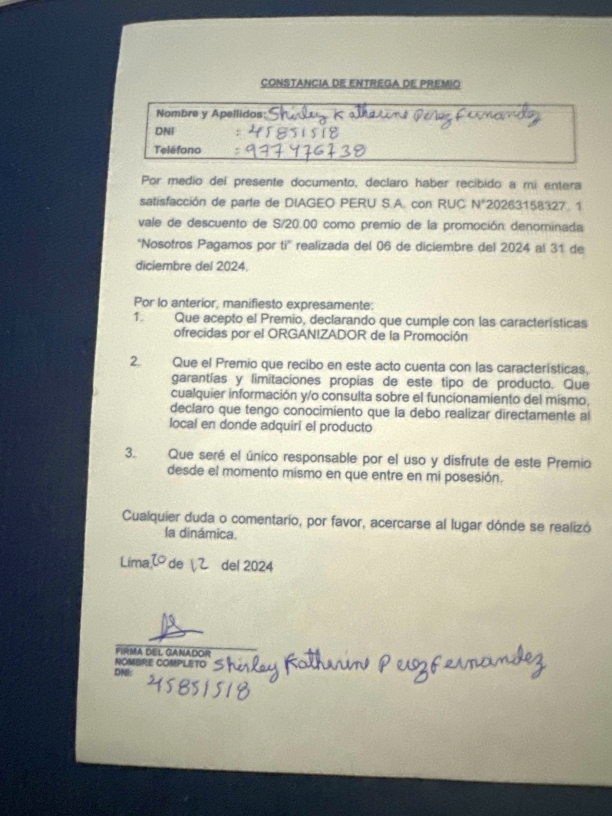 CONSTANCIA DE ENTREGA DE PREMIO
Nombre y Apellidos: Shirley Katherine Perez Fernandez
DNI : 45851518
Teléfono : 977476738
Por medio del presente documento, declaro haber recibido a mi entera
satisfacción de parte de DIAGEO PERU S.A. con RUC N°20263158327, 1
vale de descuento de S/20.00 como premio de la promoción denominada
"Nosotros Pagamos por ti" realizada del 06 de diciembre del 2024 al 31 de
diciembre del 2024.
Por lo anterior, manifiesto expresamente:
1. Que acepto el Premio, declarando que cumple con las características
ofrecidas por el ORGANIZADOR de la Promoción
2. Que el Premio que recibo en este acto cuenta con las características,
garantías y limitaciones propias de este tipo de producto. Que
cualquier información y/o consulta sobre el funcionamiento del mismo,
declaro que tengo conocimiento que la debo realizar directamente al
local en donde adquirí el producto
3. Que seré el único responsable por el uso y disfrute de este Premio
desde el momento mismo en que entre en mi posesión.
Cualquier duda o comentario, por favor, acercarse al lugar dónde se realizó
la dinámica.
Lima, 20 de 12 del 2024
FIRMA DEL GANADOR
NOMBRE COMPLETO Shirley Katherine Perez Fernandez
DNI: 45851518